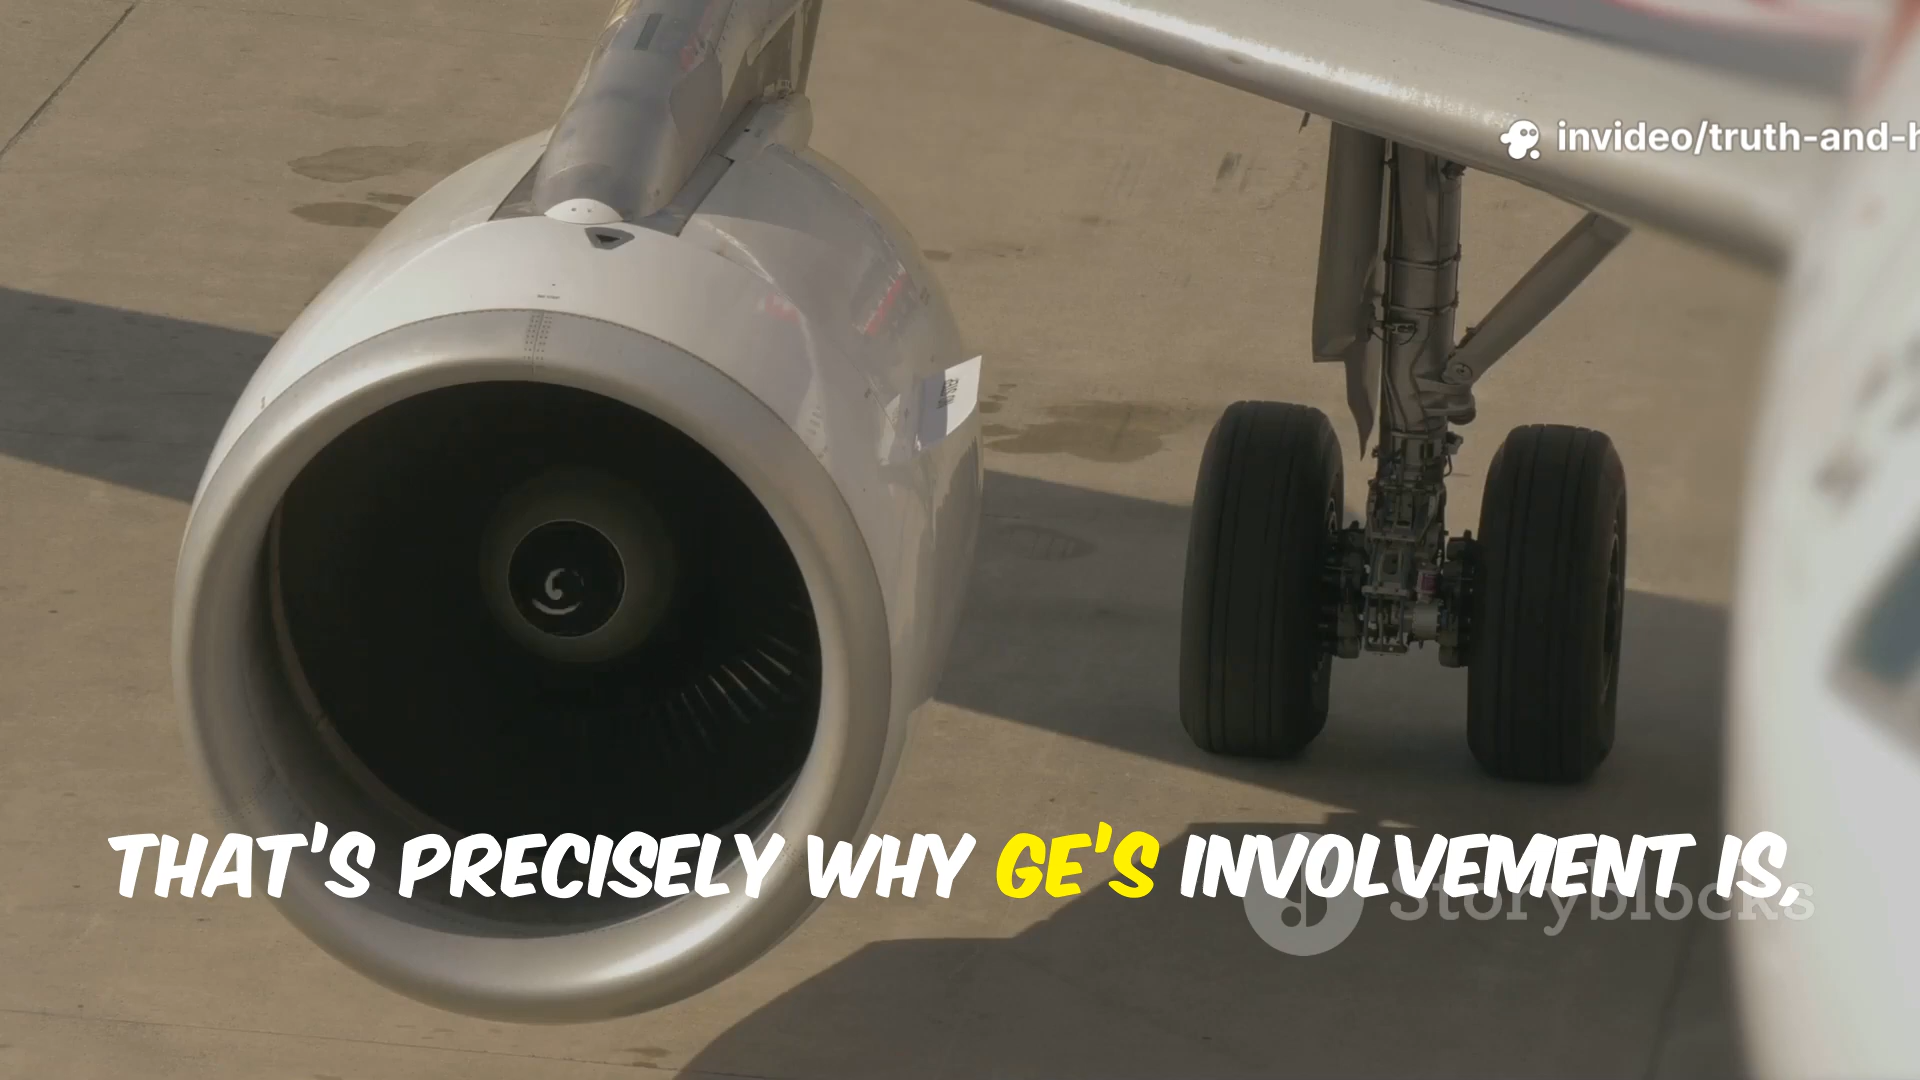 invideo/truth-and-h
THAT'S PRECISELY WHY GE'S INVOLVEMENT IS,
Storyblocks